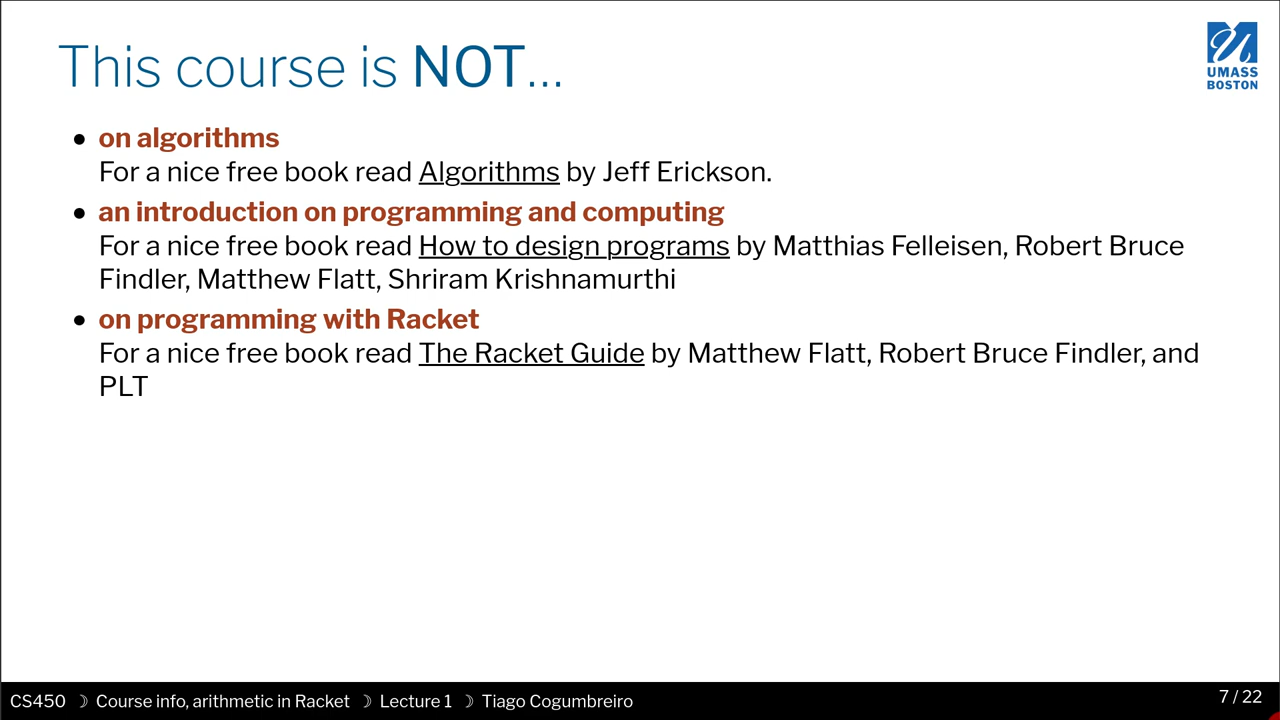 This course is NOT...
UMASS
BOSTON
• on algorithms
For a nice free book read Algorithms by Jeff Erickson.
• an introduction on programming and computing
For a nice free book read How to design programs by Matthias Felleisen, Robert Bruce
Findler, Matthew Flatt, Shriram Krishnamurthi
• on programming with Racket
For a nice free book read The Racket Guide by Matthew Flatt, Robert Bruce Findler, and
PLT
CS450 ☽ Course info, arithmetic in Racket ☽ Lecture 1 ☽ Tiago Cogumbreiro
7 / 22